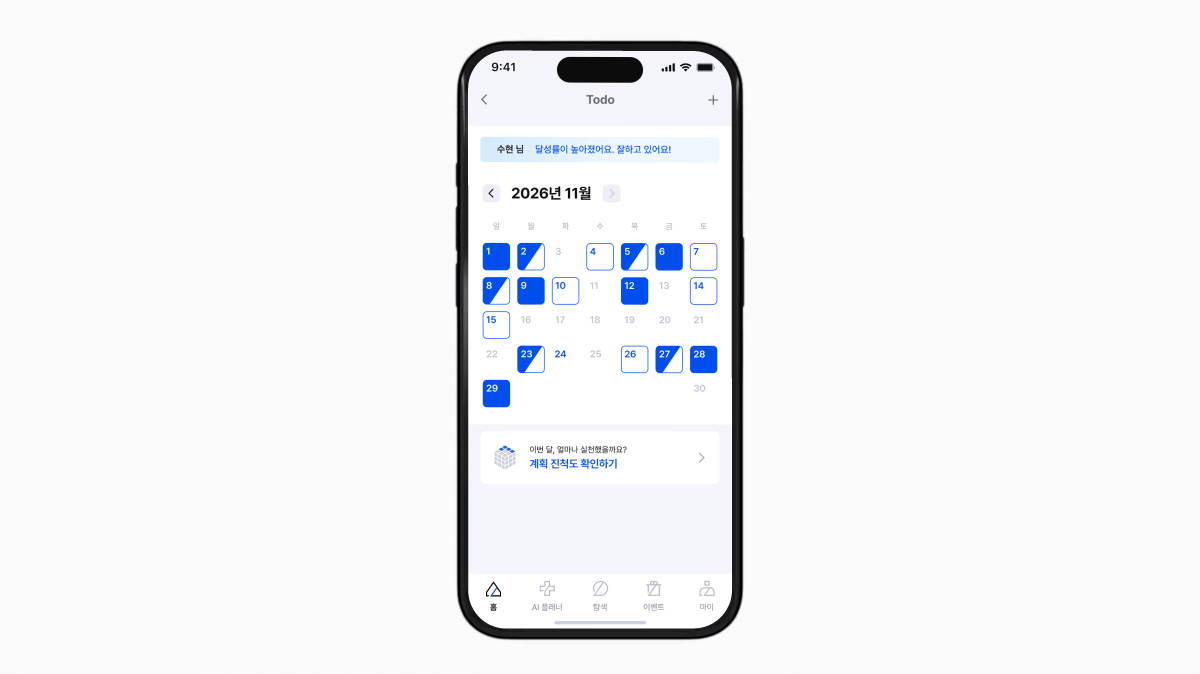 9:41
Todo
수현 님 달성률이 높아졌어요. 잘하고 있어요!
2026년 11월
일 월 화 수 목 금 토
1 2 3 4 5 6 7
8 9 10 11 12 13 14
15 16 17 18 19 20 21
22 23 24 25 26 27 28
29 30
이번 달, 얼마나 실천했을까요?
계획 진척도 확인하기
홈 AI 플래너 탐색 이벤트 마이